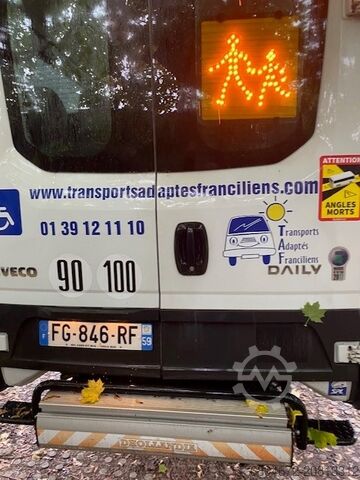 ATTENTION
ANGLES
MORTS
www.transportsadaptesfranciliens.com
01 39 12 11 10
Transports
Adaptés
Franciliens
IVECO
90 100
DAILY
F FG-846-RF 59
DHOLLANDIA